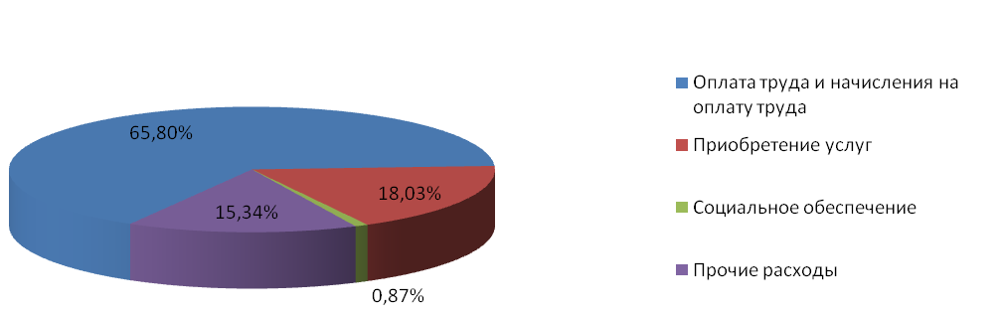 65,80%
18,03%
15,34%
0,87%
Оплата труда и начисления на
оплату труда
Приобретение услуг
Социальное обеспечение
Прочие расходы